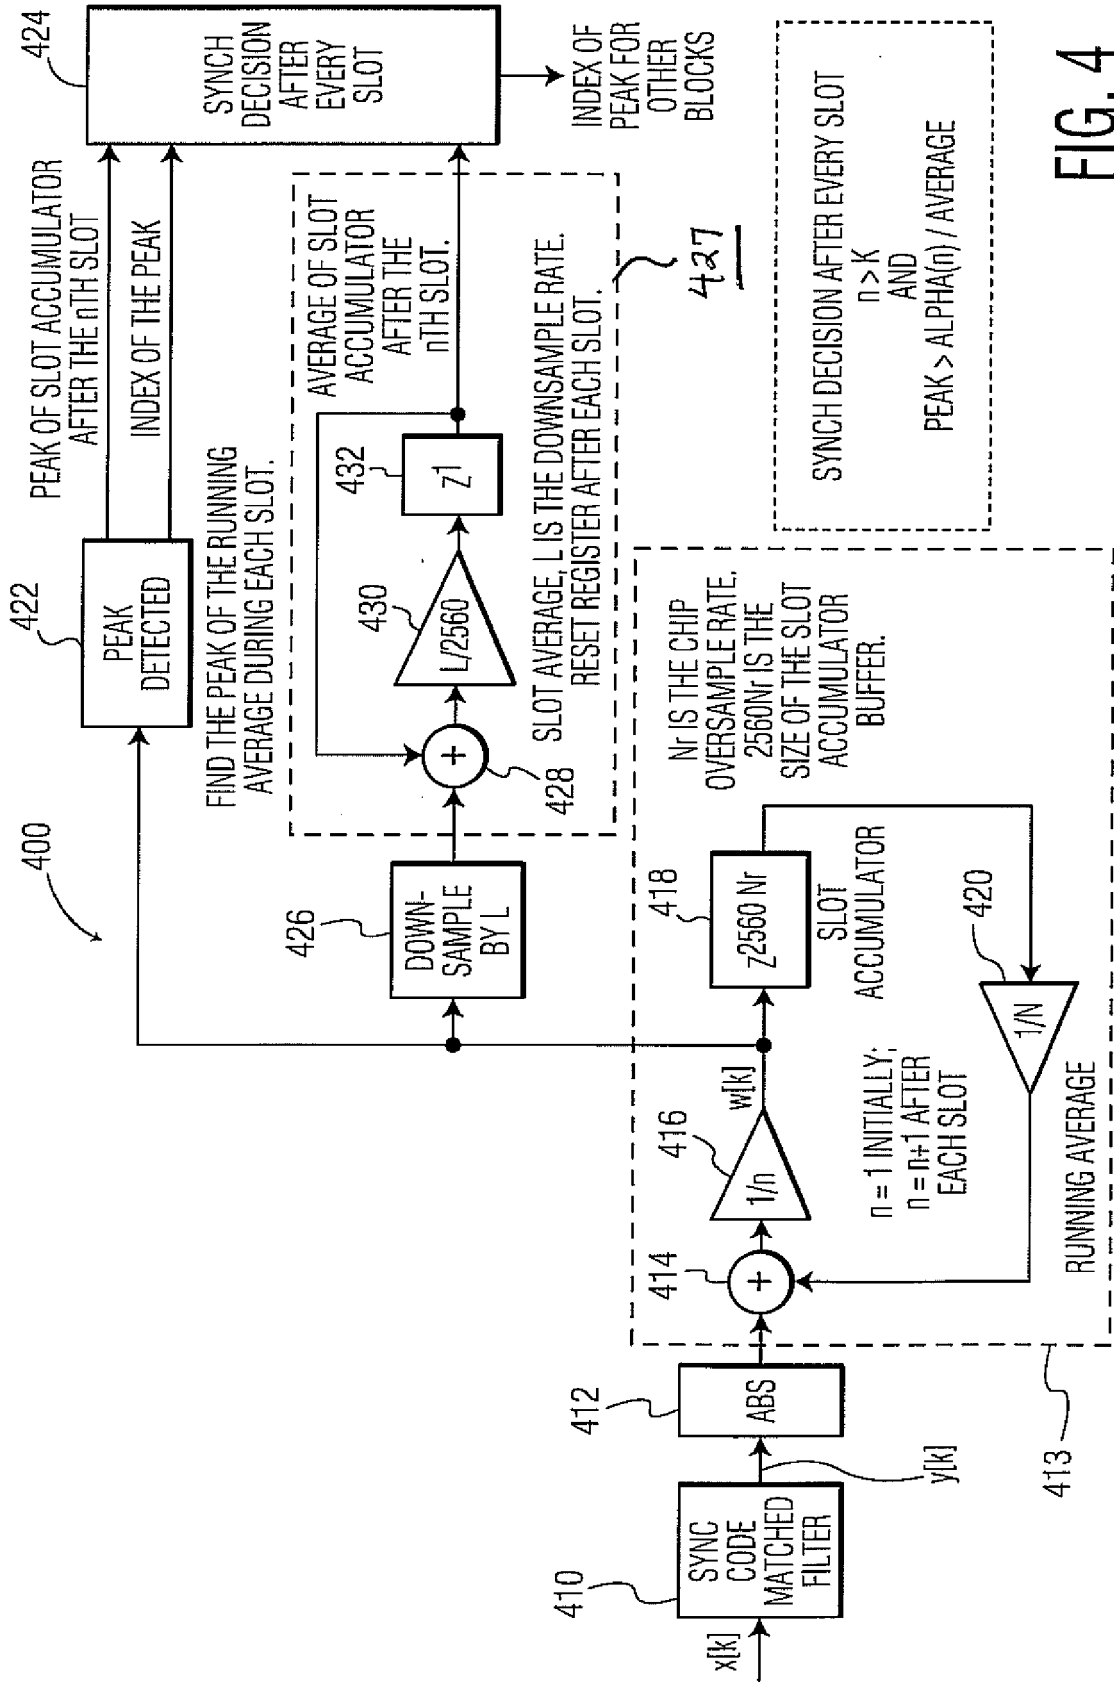 400
x[k]
410
SYNC
CODE
MATCHED
FILTER
y[k]
412
ABS
413
414
+
416
1/n
w[k]
n = 1 INITIALLY;
n = n+1 AFTER
EACH SLOT
RUNNING AVERAGE
418
Z2560 Nr
SLOT
ACCUMULATOR
420
1/N
Nr IS THE CHIP
OVERSAMPLE RATE,
2560Nr IS THE
SIZE OF THE SLOT
ACCUMULATOR
BUFFER.
422
PEAK
DETECTED
FIND THE PEAK OF THE RUNNING
AVERAGE DURING EACH SLOT.
PEAK OF SLOT ACCUMULATOR
AFTER THE nTH SLOT
INDEX OF THE PEAK
426
DOWN-
SAMPLE
BY L
428
+
430
L/2560
432
Z1
AVERAGE OF SLOT
ACCUMULATOR
AFTER THE
nTH SLOT.
SLOT AVERAGE, L IS THE DOWNSAMPLE RATE.
RESET REGISTER AFTER EACH SLOT.
427
424
SYNCH
DECISION
AFTER
EVERY
SLOT
INDEX OF
PEAK FOR
OTHER
BLOCKS
SYNCH DECISION AFTER EVERY SLOT
n > K
AND
PEAK > ALPHA(n) / AVERAGE
FIG. 4